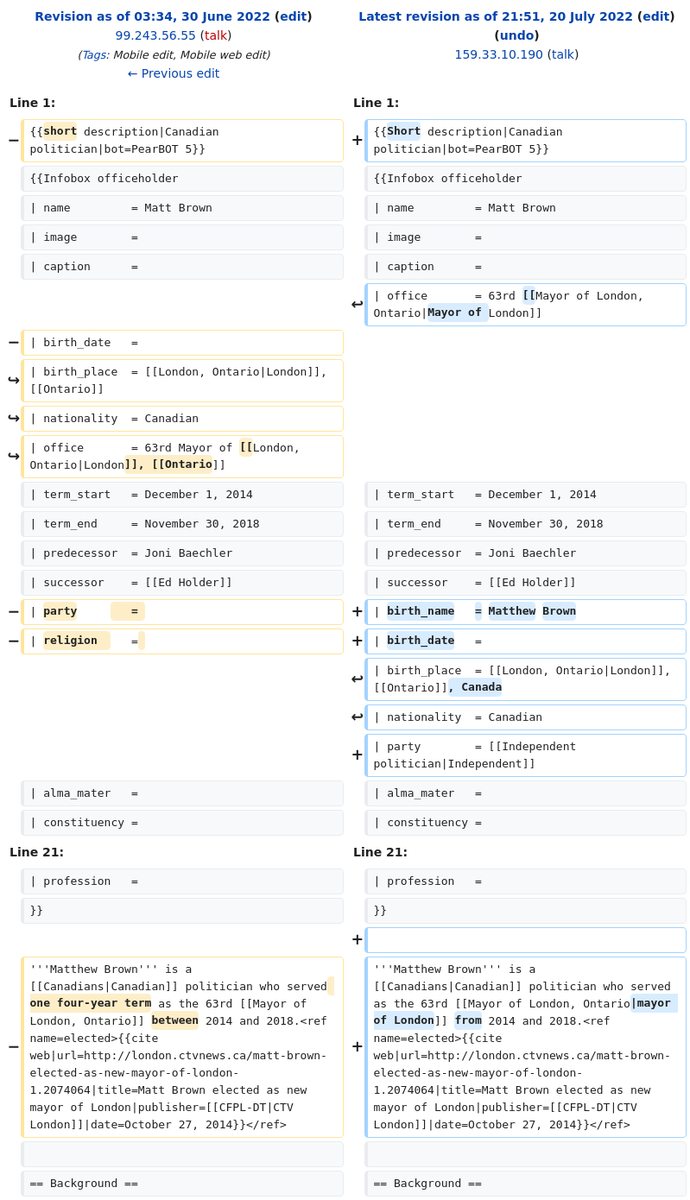 Revision as of 03:34, 30 June 2022 (edit)
99.243.56.55 (talk)
(Tags: Mobile edit, Mobile web edit)
← Previous edit
Latest revision as of 21:51, 20 July 2022 (edit)
(undo)
159.33.10.190 (talk)
Line 1:
Line 1:
− {{short description|Canadian
politician|bot=PearBOT 5}}
+ {{Short description|Canadian
politician|bot=PearBOT 5}}
{{Infobox officeholder
{{Infobox officeholder
| name        = Matt Brown
| name        = Matt Brown
| image       =
| image       =
| caption     =
| caption     =
↩ | office      = 63rd [[Mayor of London,
Ontario|Mayor of London]]
− | birth_date  =
↪ | birth_place = [[London, Ontario|London]],
[[Ontario]]
↪ | nationality = Canadian
↪ | office      = 63rd Mayor of [[London,
Ontario|London]], [[Ontario]]
| term_start  = December 1, 2014
| term_start  = December 1, 2014
| term_end    = November 30, 2018
| term_end    = November 30, 2018
| predecessor = Joni Baechler
| predecessor = Joni Baechler
| successor   = [[Ed Holder]]
| successor   = [[Ed Holder]]
− | party       =
+ | birth_name  = Matthew Brown
− | religion    =
+ | birth_date  =
↩ | birth_place = [[London, Ontario|London]],
[[Ontario]], Canada
↩ | nationality = Canadian
+ | party       = [[Independent
politician|Independent]]
| alma_mater  =
| alma_mater  =
| constituency =
| constituency =
Line 21:
Line 21:
| profession  =
| profession  =
}}
}}
+
− '''Matthew Brown''' is a
[[Canadians|Canadian]] politician who served
one four-year term as the 63rd [[Mayor of
London, Ontario]] between 2014 and 2018.<ref
name=elected>{{cite
web|url=http://london.ctvnews.ca/matt-brown-
elected-as-new-mayor-of-london-
1.2074064|title=Matt Brown elected as new
mayor of London|publisher=[[CFPL-DT|CTV
London]]|date=October 27, 2014}}</ref>
+ '''Matthew Brown''' is a
[[Canadians|Canadian]] politician who served
as the 63rd [[Mayor of London, Ontario|mayor
of London]] from 2014 and 2018.<ref
name=elected>{{cite
web|url=http://london.ctvnews.ca/matt-brown-
elected-as-new-mayor-of-london-
1.2074064|title=Matt Brown elected as new
mayor of London|publisher=[[CFPL-DT|CTV
London]]|date=October 27, 2014}}</ref>
== Background ==
== Background ==